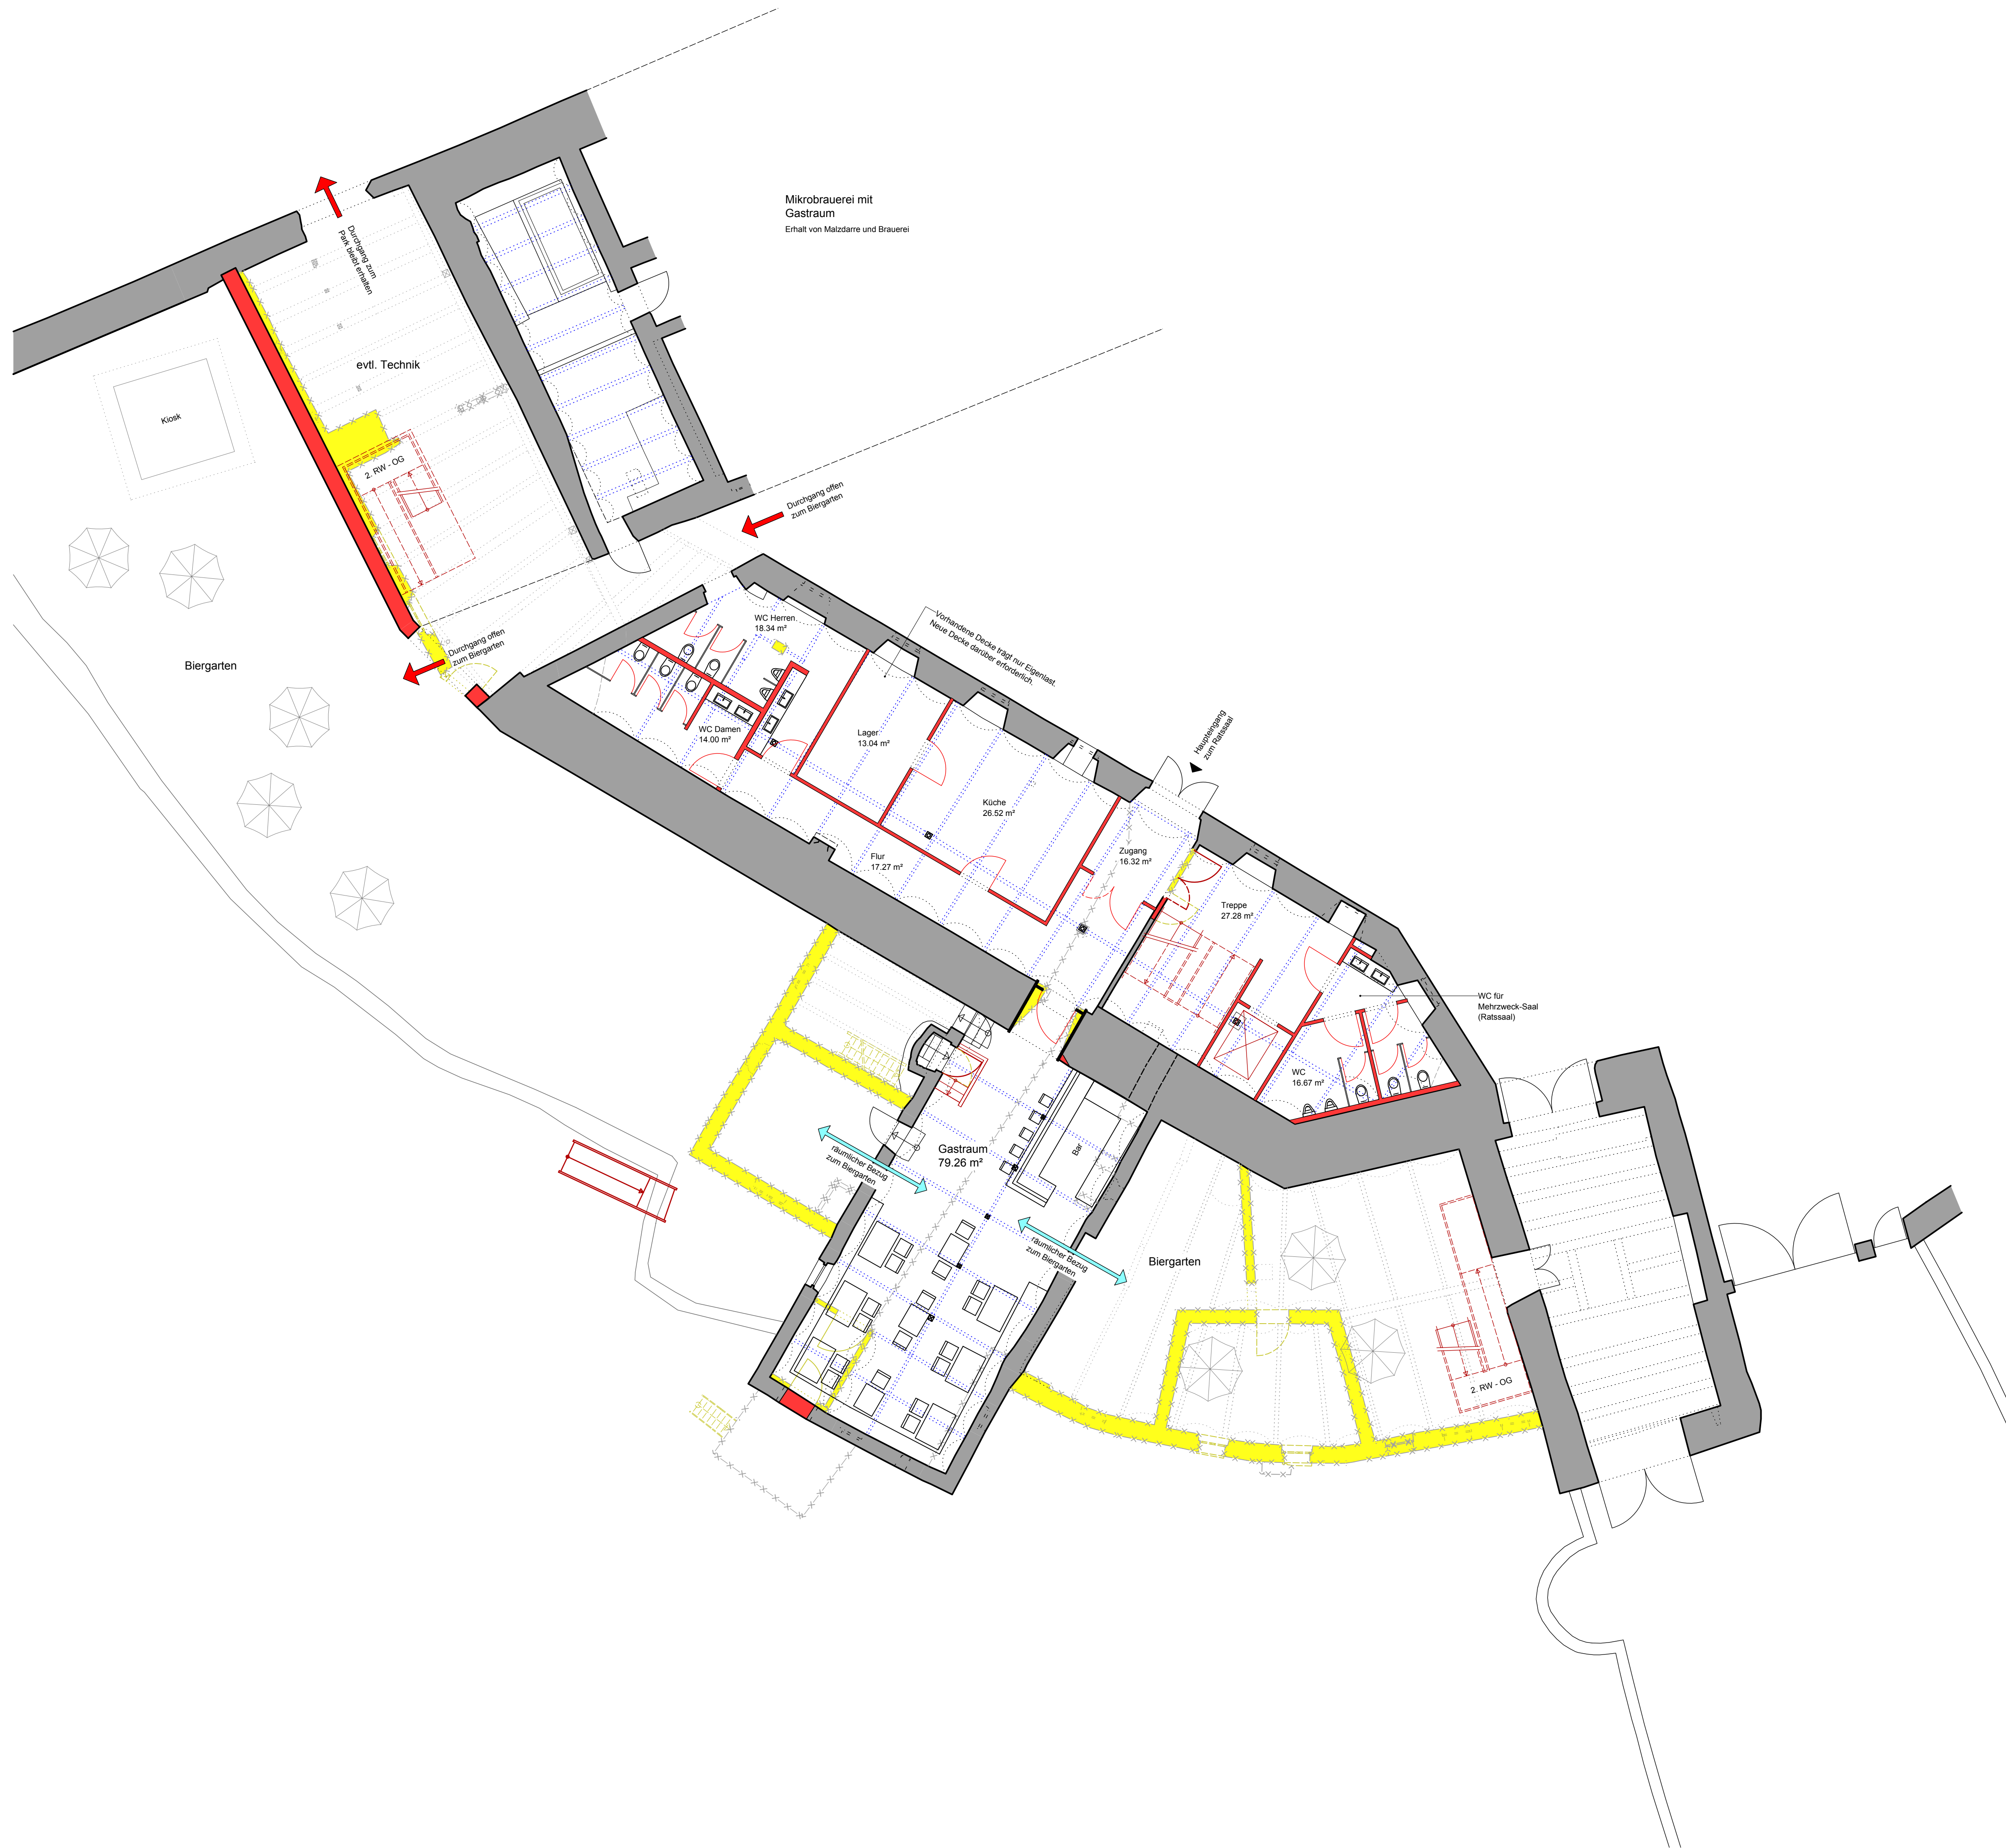 Mikrobrauerei mit
Gastraum
Erhalt von Malzdarre und Brauerei
Durchgang zum
Park bleibt erhalten
evtl. Technik
Kiosk
2. RW - OG
Durchgang offen
zum Biergarten
Durchgang offen
zum Biergarten
Biergarten
WC Herren
18.34 m²
Vorhandene Decke trägt nur Eigenlast.
Neue Decke darüber erforderlich.
WC Damen
14.00 m²
Lager
13.04 m²
Haupteingang
zum Ratssaal
Küche
26.52 m²
Flur
17.27 m²
Zugang
16.32 m²
Treppe
27.28 m²
WC für
Mehrzweck-Saal
(Ratssaal)
WC
16.67 m²
Gastraum
79.26 m²
Bar
räumlicher Bezug
zum Biergarten
räumlicher Bezug
zum Biergarten
Biergarten
2. RW - OG